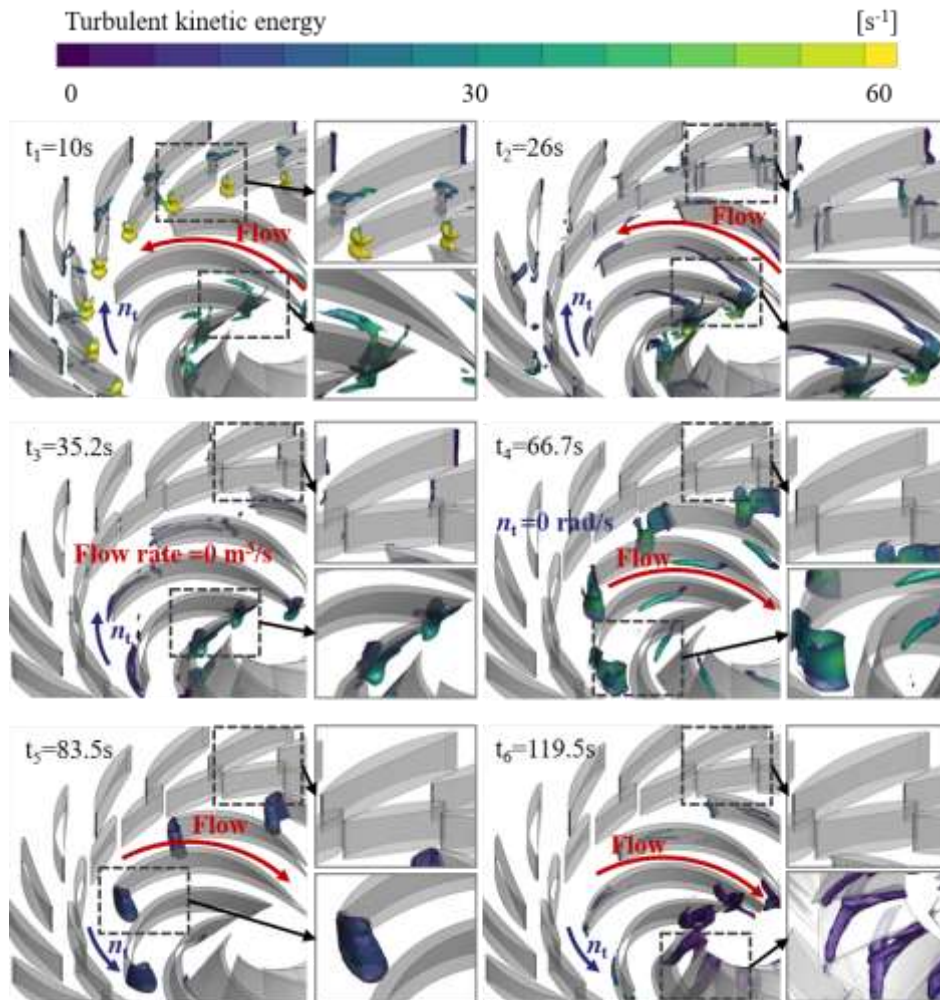 Turbulent kinetic energy [s⁻¹]
0 30 60
t₁=10s
Flow
nₜ
t₂=26s
Flow
nₜ
t₃=35.2s
Flow rate =0 m³/s
nₜ
t₄=66.7s
nₜ =0 rad/s
Flow
t₅=83.5s
Flow
nₜ
t₆=119.5s
Flow
nₜ